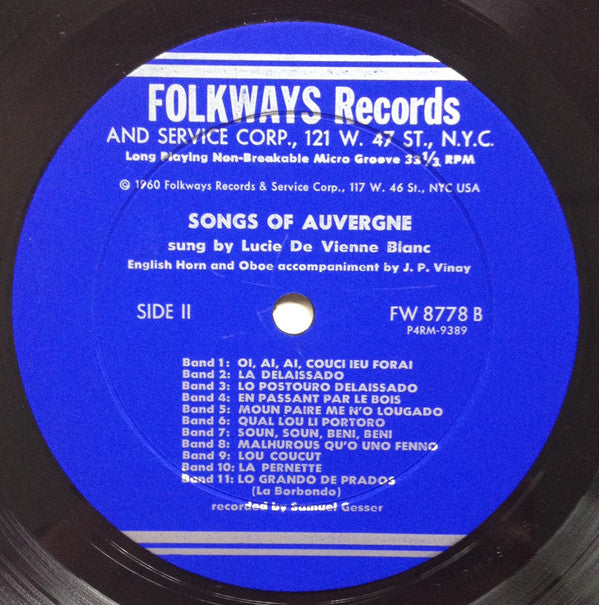 FOLKWAYS Records
AND SERVICE CORP., 121 W. 47 ST., N.Y.C.
Long Playing Non-Breakable Micro Groove 33 1/3 RPM
© 1960 Folkways Records & Service Corp., 117 W. 46 St., NYC USA
SONGS OF AUVERGNE
sung by Lucie De Vienne Blanc
English Horn and Oboe accompaniment by J. P. Vinay
SIDE II
FW 8778 B
P4RM-9389
Band 1: OI, AI, AI, COUCI IEU FORAI
Band 2: LA DELAISSADO
Band 3: LO POSTOURO DELAISSADO
Band 4: EN PASSANT PAR LE BOIS
Band 5: MOUN PAIRE ME N'O LOUGADO
Band 6: QUAL LOU LI PORTORO
Band 7: SOUN, SOUN, BENI, BENI
Band 8: MALHUROUS QU'O UNO FENNO
Band 9: LOU COUCUT
Band 10: LA PERNETTE
Band 11: LO GRANDO DE PRADOS
(La Borbondo)
recorded by Samuel Gesser